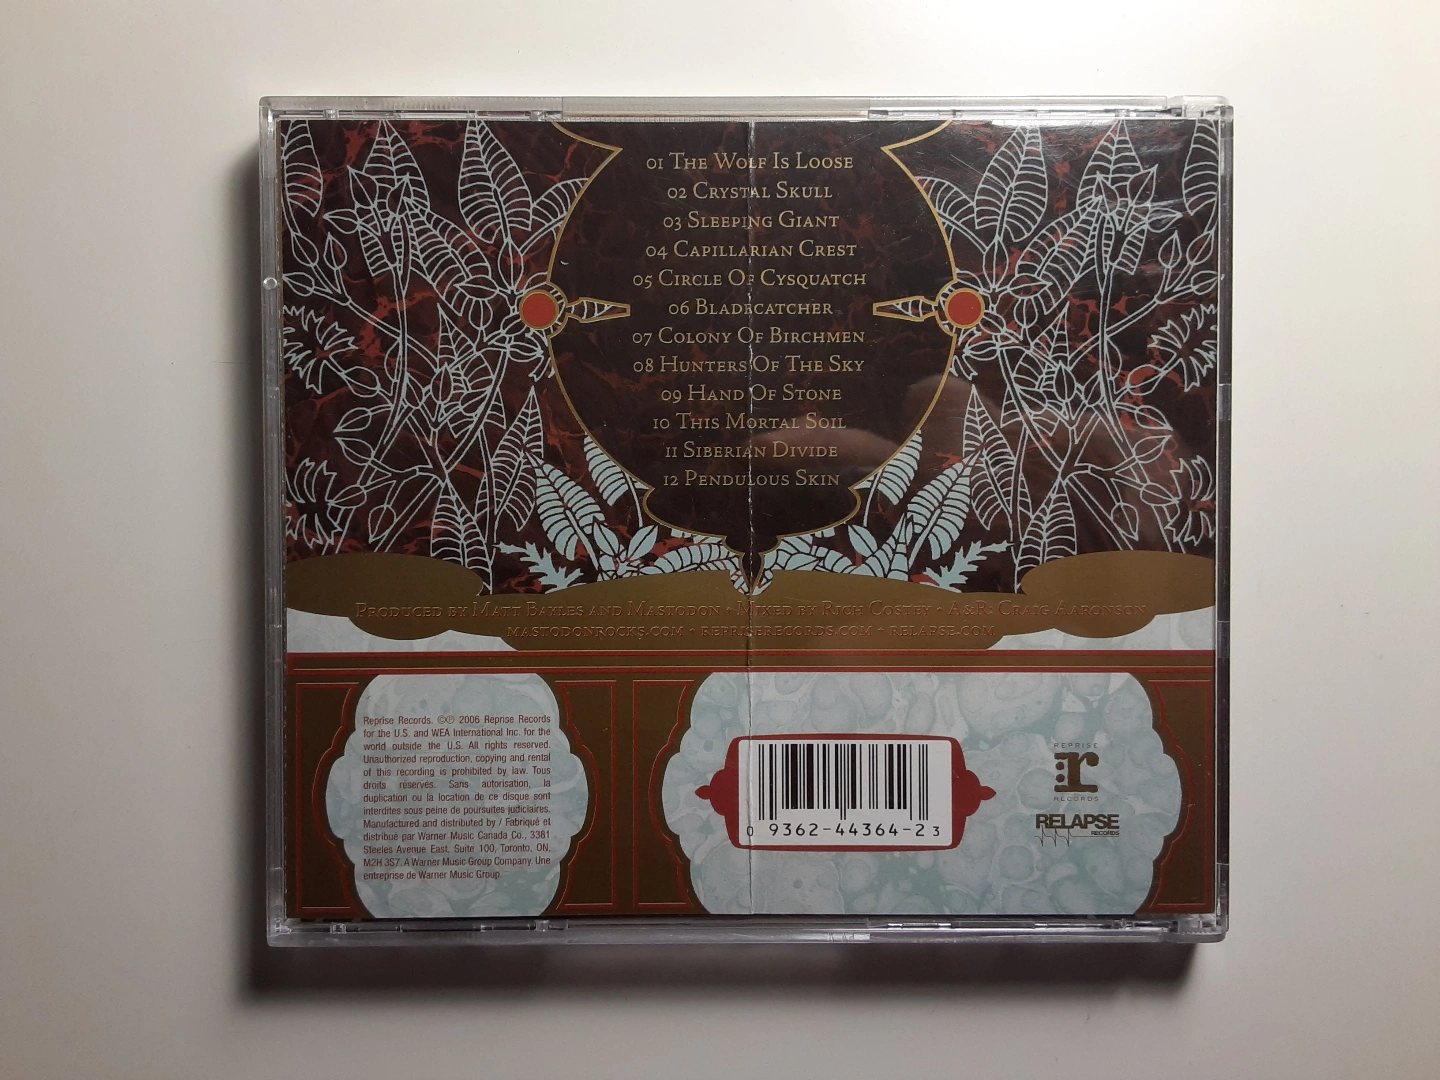 01 The Wolf Is Loose
02 Crystal Skull
03 Sleeping Giant
04 Capillarian Crest
05 Circle Of Cysquatch
06 Bladecatcher
07 Colony Of Birchmen
08 Hunters Of The Sky
09 Hand Of Stone
10 This Mortal Soil
11 Siberian Divide
12 Pendulous Skin
Produced by Matt Bayles and Mastodon • Mixed by Rich Costey • A&R: Craig Aaronson
mastodonrocks.com • repriserecords.com • relapse.com
Reprise Records. ©℗ 2006 Reprise Records
for the U.S. and WEA International Inc. for the
world outside the U.S. All rights reserved.
Unauthorized reproduction, copying and rental
of this recording is prohibited by law. Tous
droits réservés. Sans autorisation, la
duplication ou la location de ce disque sont
interdites sous peine de poursuites judiciaires.
Manufactured and distributed by / Fabriqué et
distribué par Warner Music Canada Co., 3381
Steeles Avenue East, Suite 100, Toronto, ON,
M2H 3S7. A Warner Music Group Company. Une
entreprise de Warner Music Group.
0 9362-44364-2 3
REPRISE
r
RECORDS
RELAPSE
RECORDS